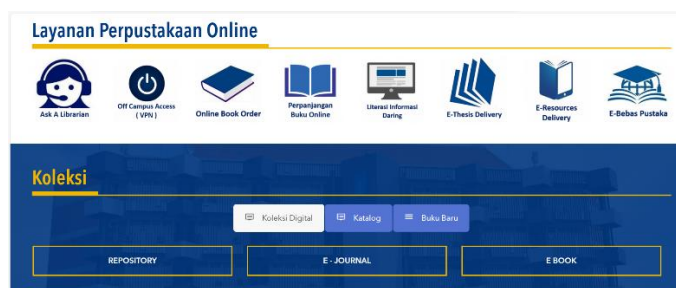 Layanan Perpustakaan Online
Ask A Librarian
Off Campus Access
( VPN )
Online Book Order
Perpanjangan
Buku Online
Literasi Informasi
Daring
E-Thesis Delivery
E-Resources
Delivery
E-Bebas Pustaka
Koleksi
Koleksi Digital
Katalog
Buku Baru
REPOSITORY
E - JOURNAL
E BOOK